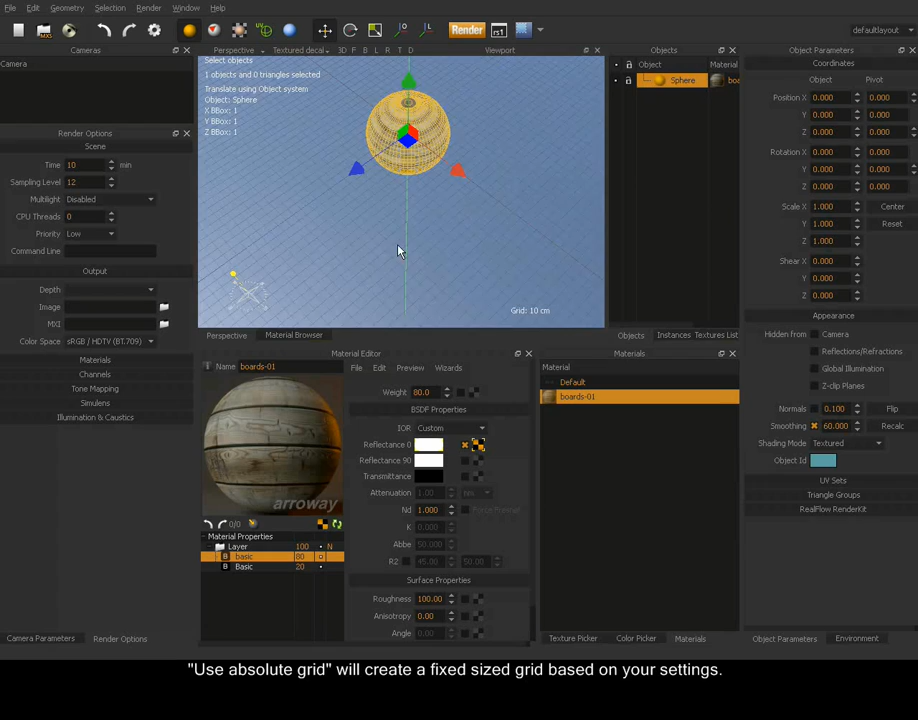 File Edit Geometry Selection Render Window Help
Render rs1 defaultlayout
Cameras
Camera
Render Options
Scene
Time 10 min
Sampling Level 12
Multilight Disabled
CPU Threads 0
Priority Low
Command Line
Output
Depth
Image
MXI
Color Space sRGB / HDTV (BT.709)
Materials
Channels
Tone Mapping
Simulens
Illumination & Caustics
Camera Parameters Render Options
Perspective Textured decal 3D F B L R T D Viewport
Select objects
1 objects and 0 triangles selected
Translate using Object system
Object: Sphere
X BBox: 1
Y BBox: 1
Z BBox: 1
Grid: 10 cm
Perspective Material Browser
Objects
Object Material
Sphere boa
Objects Instances Textures List
Material Editor
Name boards-01
arroway
0/0
Material Properties
Layer 100 N
B basic 80
B Basic 20
File Edit Preview Wizards
Weight 80.0
BSDF Properties
IOR Custom
Reflectance 0
Reflectance 90
Transmittance
Attenuation 1.00 Nm
Nd 1.000 Force Fresnel
K 0.000
Abbe 50.000
R2 45.00 50.00
Surface Properties
Roughness 100.00
Anisotropy 0.00
Angle 0.00
Materials
Material
Default
boards-01
Texture Picker Color Picker Materials
Object Parameters
Coordinates
Object Pivot
Position X 0.000 0.000
Y 0.000 0.000
Z 0.000 0.000
Rotation X 0.000 0.000
Y 0.000 0.000
Z 0.000 0.000
Scale X 1.000 Center
Y 1.000 Reset
Z 1.000
Shear X 0.000
Y 0.000
Z 0.000
Appearance
Hidden from Camera
Reflections/Refractions
Global Illumination
Z-clip Planes
Normals 0.100 Flip
Smoothing 60.000 Recalc
Shading Mode Textured
Object Id
UV Sets
Triangle Groups
RealFlow RenderKit
Object Parameters Environment
"Use absolute grid" will create a fixed sized grid based on your settings.